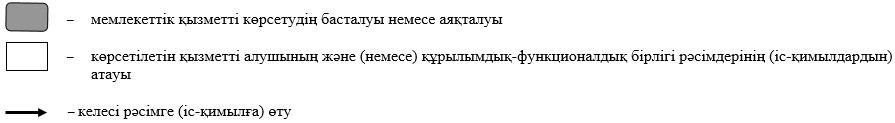 – мемлекеттік қызметті көрсетудің басталуы немесе аяқталуы
– көрсетілетін қызметті алушының және (немесе) құрылымдық-функционалдық бірлігі рәсімдерінің (іс-қимылдардын)
атауы
– келесі рәсімге (іс-қимылға) өту